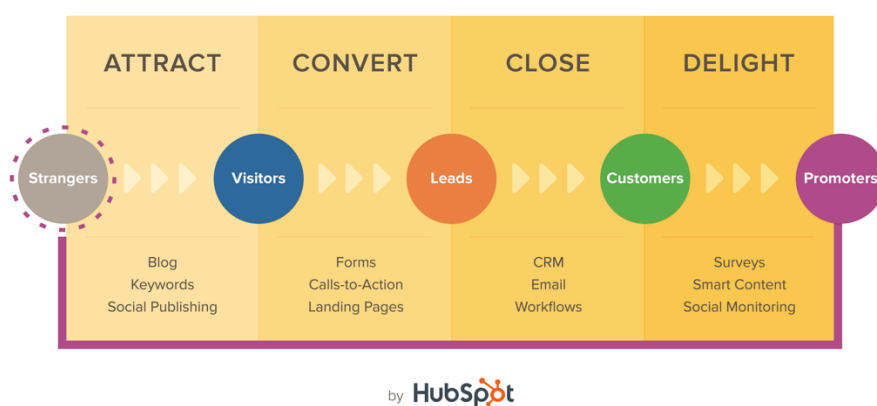 ATTRACT
CONVERT
CLOSE
DELIGHT
Strangers
Visitors
Leads
Customers
Promoters
Blog
Keywords
Social Publishing
Forms
Calls-to-Action
Landing Pages
CRM
Email
Workflows
Surveys
Smart Content
Social Monitoring
by HubSpot